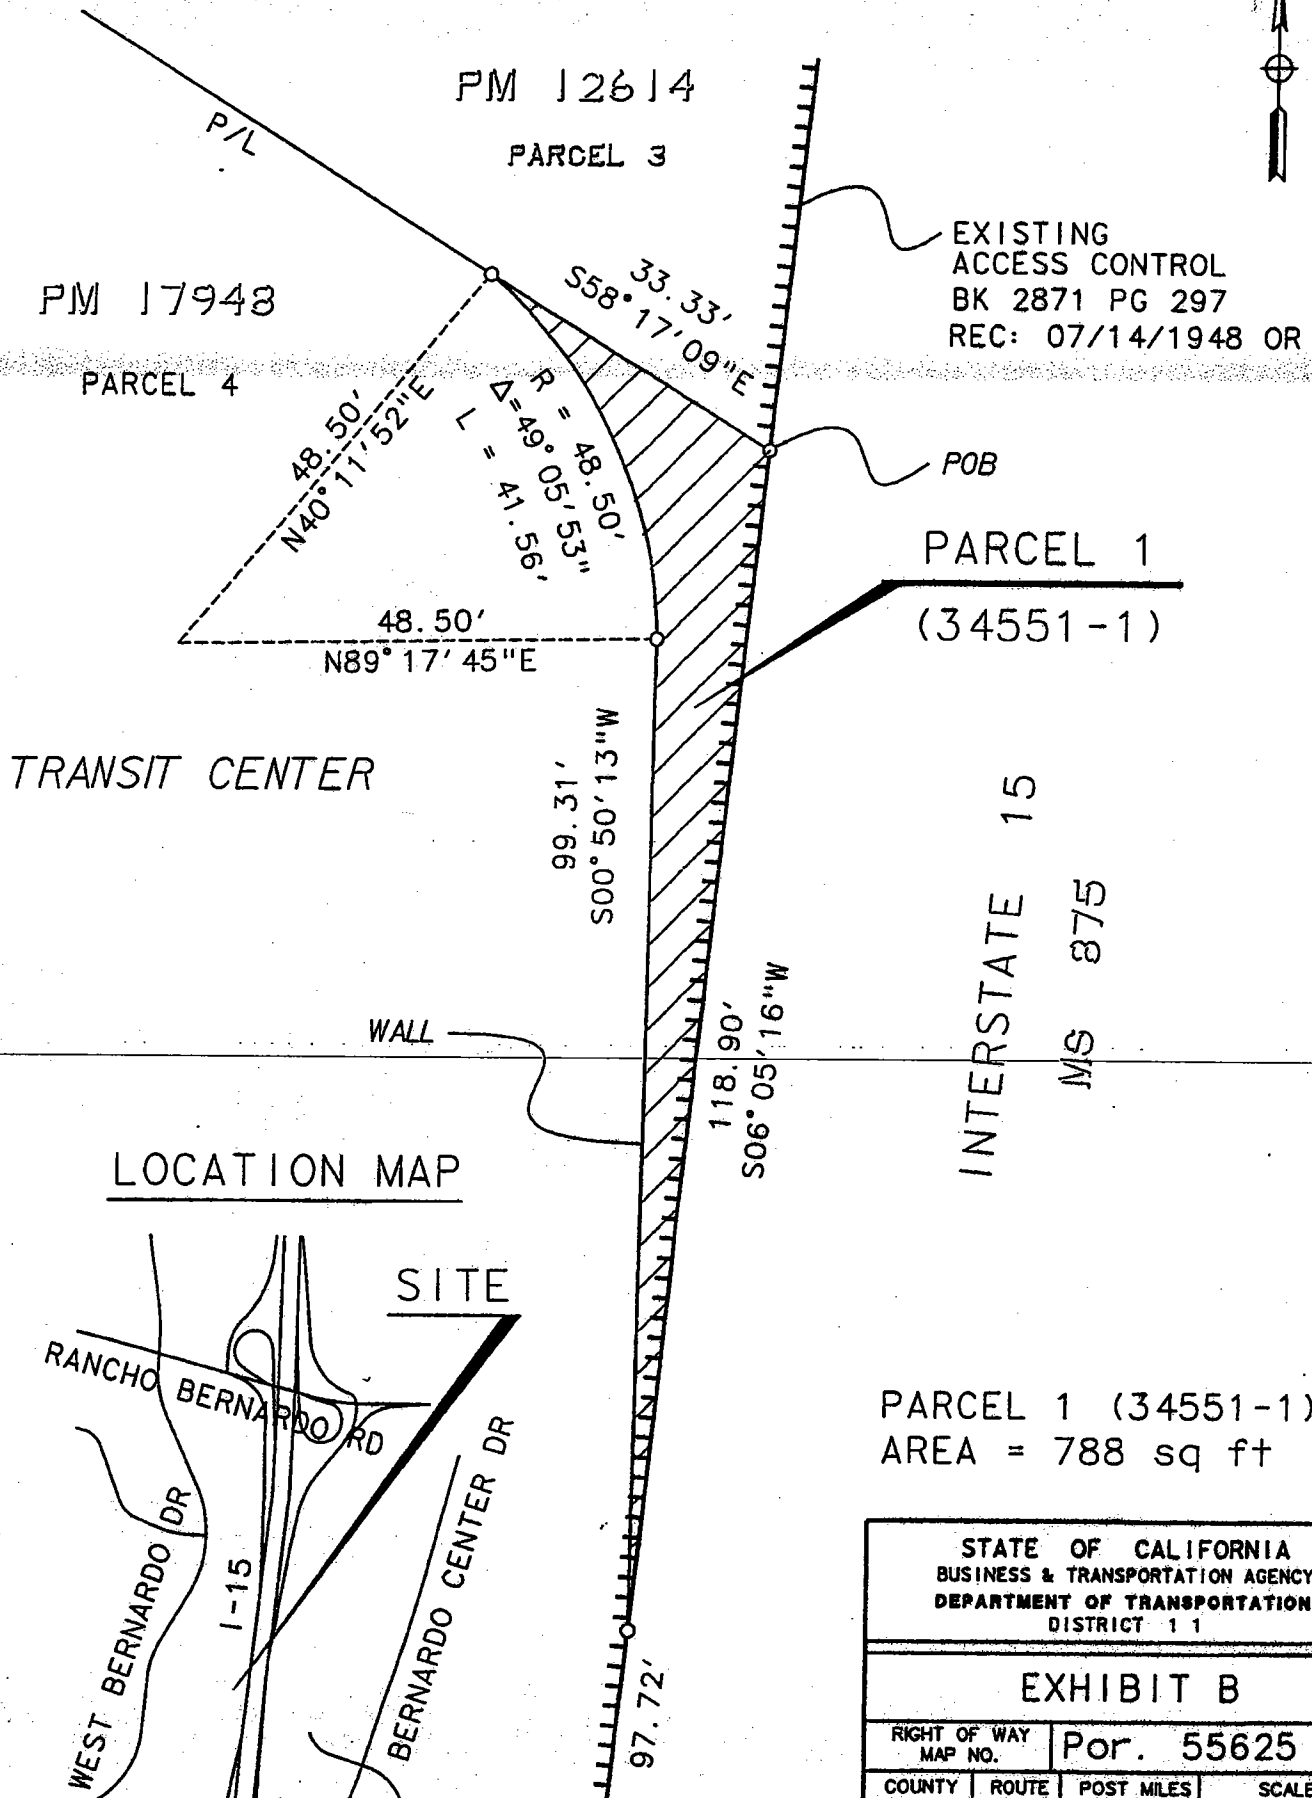 PM 12614
PARCEL 3
P/L
EXISTING
ACCESS CONTROL
BK 2871 PG 297
REC: 07/14/1948 OR
33.33'
S58°17'09"E
PM 17948
PARCEL 4
48.50'
N40°11'52"E
R = 48.50'
Δ=49°05'53"
L = 41.56'
POB
PARCEL 1
(34551-1)
48.50'
N89°17'45"E
99.31'
S00°50'13"W
TRANSIT CENTER
INTERSTATE 15
MS 875
WALL
118.90'
S06°05'16"W
LOCATION MAP
SITE
RANCHO BERNARDO RD
WEST BERNARDO DR
I-15
BERNARDO CENTER DR
97.72'
PARCEL 1 (34551-1)
AREA = 788 sq ft
STATE OF CALIFORNIA
BUSINESS & TRANSPORTATION AGENCY
DEPARTMENT OF TRANSPORTATION
DISTRICT 11
EXHIBIT B
RIGHT OF WAY
MAP NO.
Por. 55625
COUNTY ROUTE POST MILES SCALE